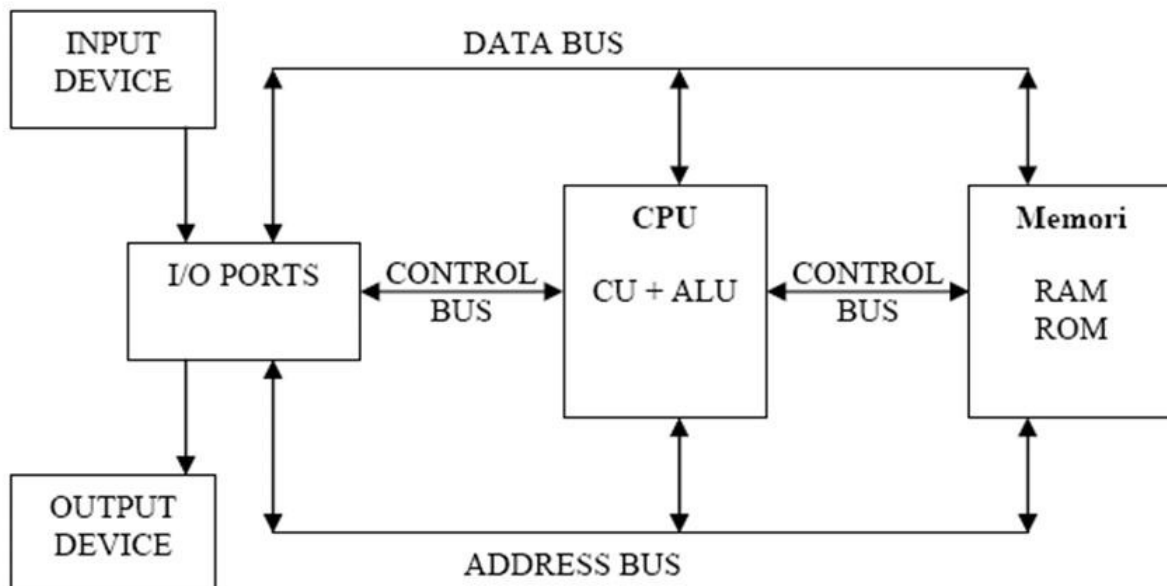 INPUT
DEVICE
DATA BUS
I/O PORTS
CONTROL
BUS
CPU
CU + ALU
CONTROL
BUS
Memori
RAM
ROM
OUTPUT
DEVICE
ADDRESS BUS